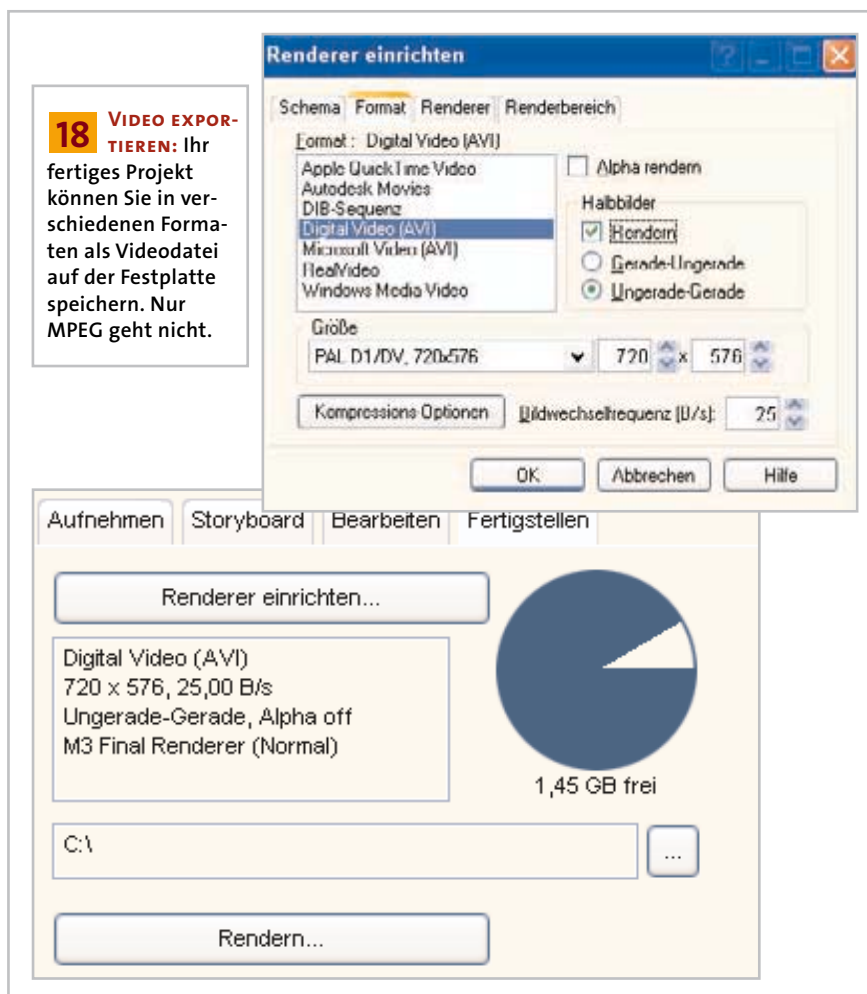 18 VIDEO EXPOR-
TIEREN: Ihr
fertiges Projekt
können Sie in ver-
schiedenen Forma-
ten als Videodatei
auf der Festplatte
speichern. Nur
MPEG geht nicht.
Renderer einrichten
Schema Format Renderer Renderbereich
Format: Digital Video (AVI)
Apple QuickTime Video
Autodesk Movies
DIB-Sequenz
Digital Video (AVI)
Microsoft Video (AVI)
RealVideo
Windows Media Video
Alpha rendern
Halbbilder
Rendern
Gerade-Ungerade
Ungerade-Gerade
Größe
PAL D1/DV, 720x576 720 x 576
Kompressions Optionen Bildwechselfrequenz [B/s]: 25
OK Abbrechen Hilfe
Aufnehmen Storyboard Bearbeiten Fertigstellen
Renderer einrichten...
Digital Video (AVI)
720 x 576, 25,00 B/s
Ungerade-Gerade, Alpha off
M3 Final Renderer (Normal)
1,45 GB frei
C:\ ...
Rendern...